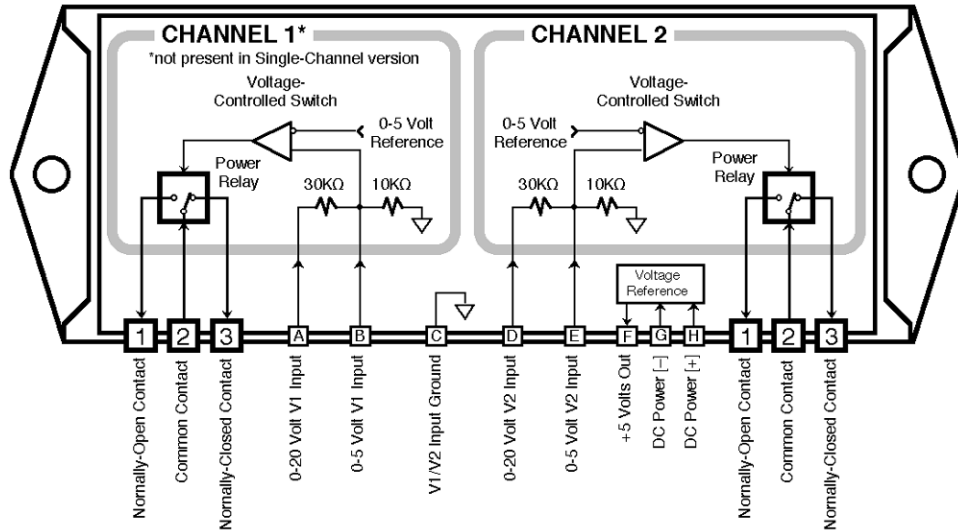 CHANNEL 1*
*not present in Single-Channel version
Voltage-
Controlled Switch
0-5 Volt
Reference
Power
Relay
30KΩ
10KΩ
CHANNEL 2
Voltage-
Controlled Switch
0-5 Volt
Reference
Power
Relay
30KΩ
10KΩ
Voltage
Reference
1
2
3
A
B
C
D
E
F
G
H
1
2
3
Normally-Open Contact
Common Contact
Normally-Closed Contact
0-20 Volt V1 Input
0-5 Volt V1 Input
V1/V2 Input Ground
0-20 Volt V2 Input
0-5 Volt V2 Input
+5 Volts Out
DC Power [–]
DC Power [+]
Normally-Open Contact
Common Contact
Normally-Closed Contact